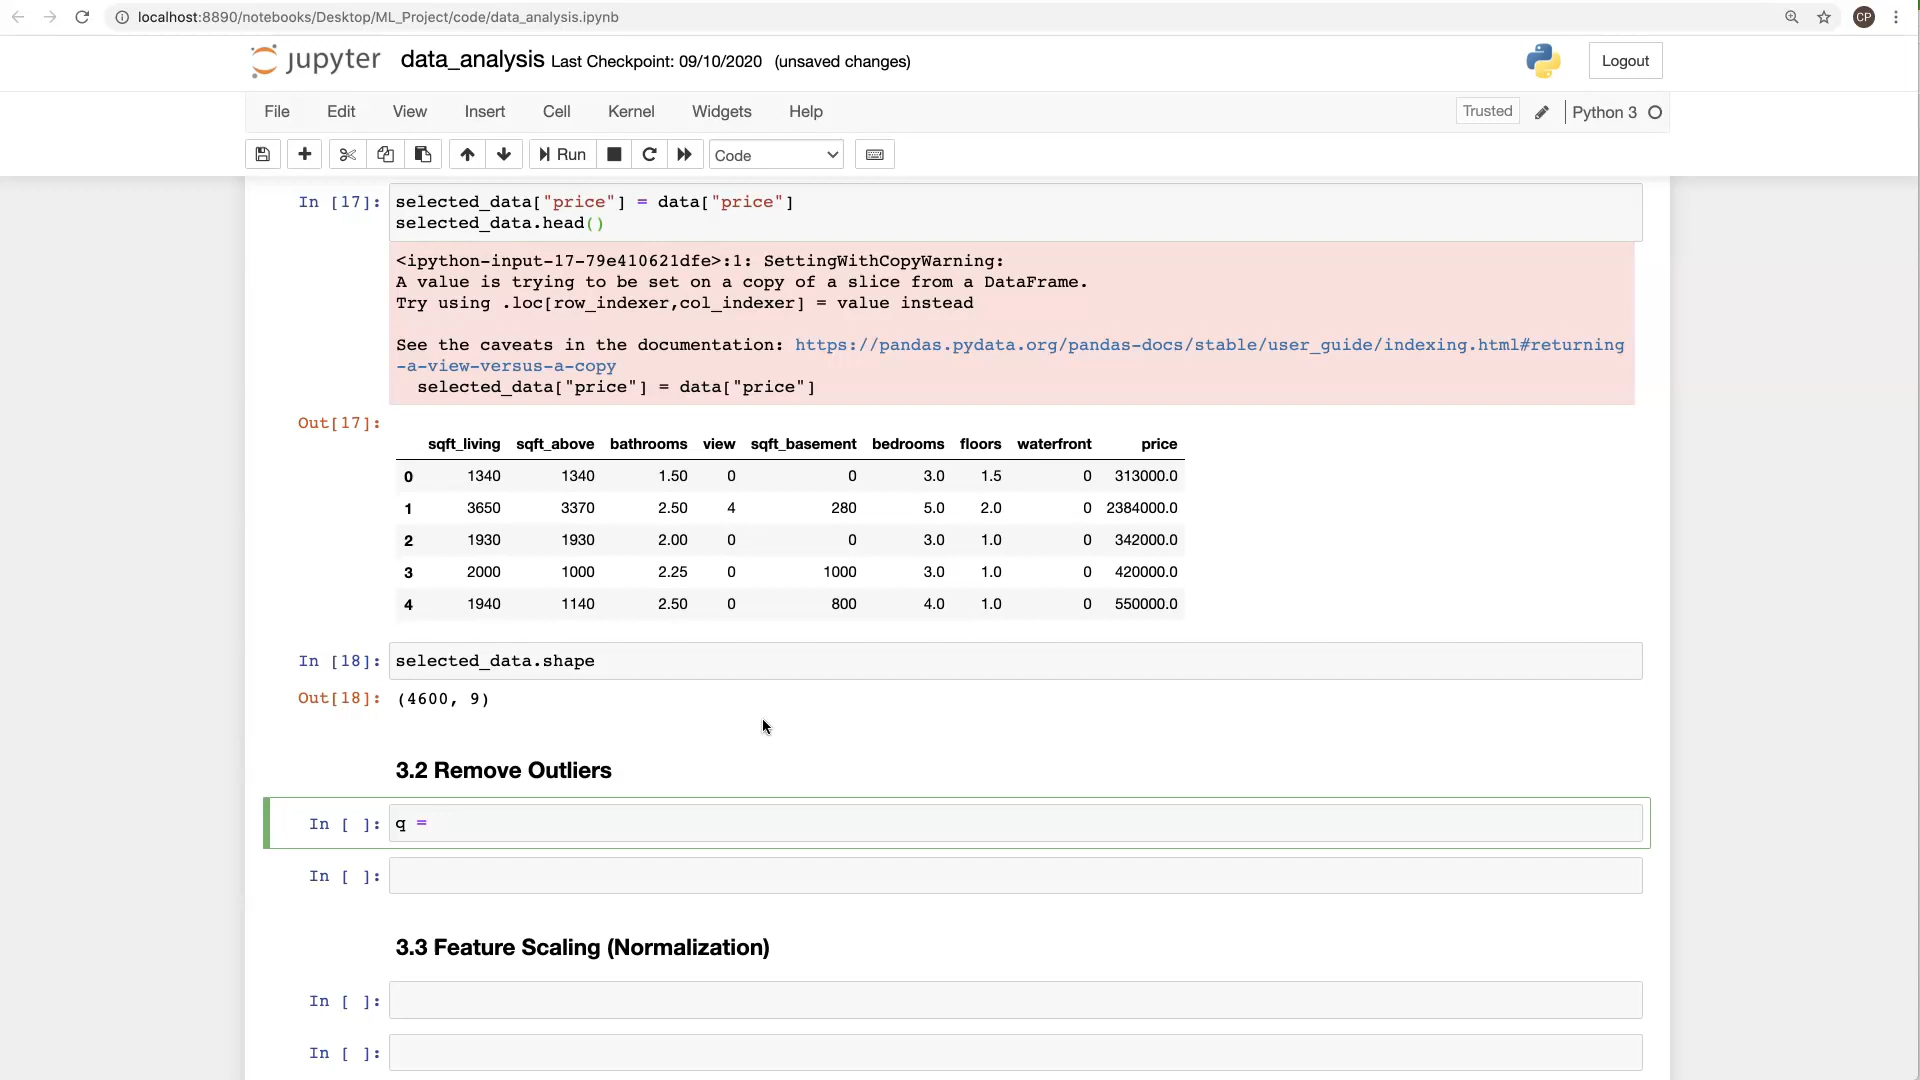 localhost:8890/notebooks/Desktop/ML_Project/code/data_analysis.ipynb
CP
jupyter data_analysis Last Checkpoint: 09/10/2020 (unsaved changes)
Logout
File Edit View Insert Cell Kernel Widgets Help
Trusted Python 3
Run Code
In [17]: selected_data["price"] = data["price"]
selected_data.head()
<ipython-input-17-79e410621dfe>:1: SettingWithCopyWarning:
A value is trying to be set on a copy of a slice from a DataFrame.
Try using .loc[row_indexer,col_indexer] = value instead
See the caveats in the documentation: https://pandas.pydata.org/pandas-docs/stable/user_guide/indexing.html#returning
-a-view-versus-a-copy
selected_data["price"] = data["price"]
Out[17]:
sqft_living sqft_above bathrooms view sqft_basement bedrooms floors waterfront price
0 1340 1340 1.50 0 0 3.0 1.5 0 313000.0
1 3650 3370 2.50 4 280 5.0 2.0 0 2384000.0
2 1930 1930 2.00 0 0 3.0 1.0 0 342000.0
3 2000 1000 2.25 0 1000 3.0 1.0 0 420000.0
4 1940 1140 2.50 0 800 4.0 1.0 0 550000.0
In [18]: selected_data.shape
Out[18]: (4600, 9)
3.2 Remove Outliers
In [ ]: q =
In [ ]:
3.3 Feature Scaling (Normalization)
In [ ]:
In [ ]: